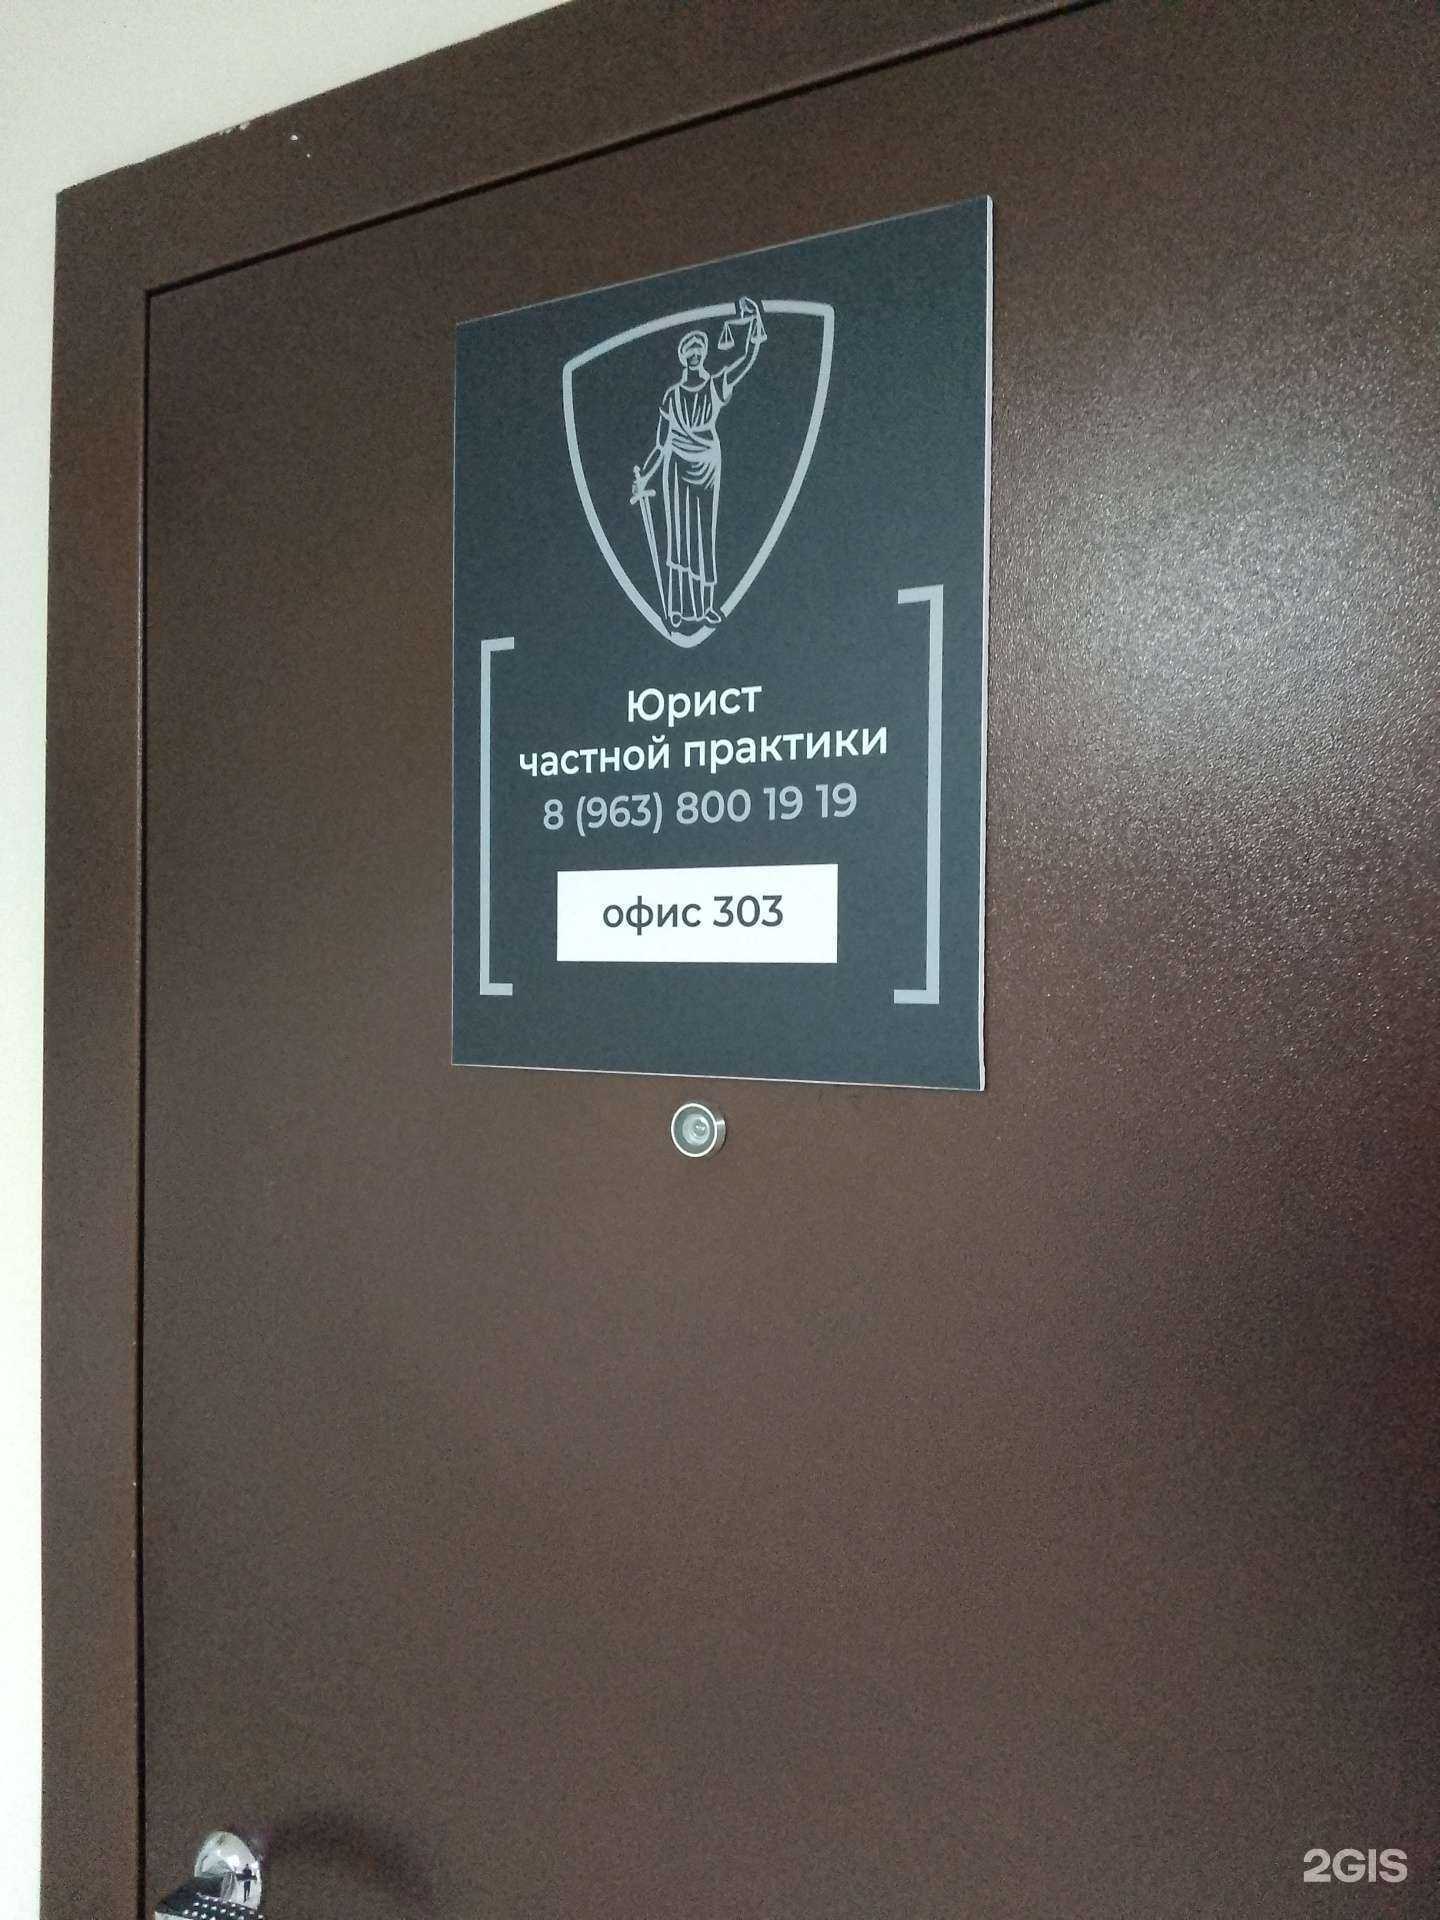 Юрист
частной практики
8 (963) 800 19 19
офис 303
2GIS